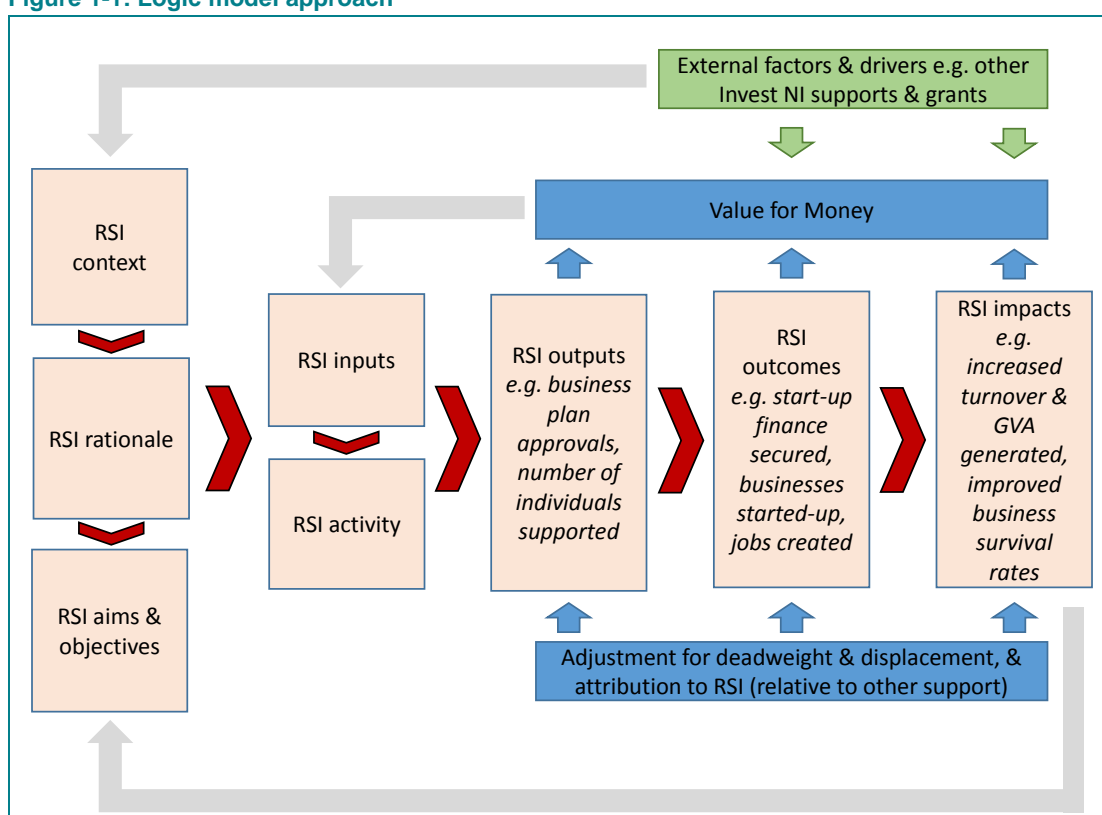 Figure 1-1: Logic model approach
External factors & drivers e.g. other
Invest NI supports & grants
Value for Money
RSI
context
RSI rationale
RSI aims &
objectives
RSI inputs
RSI activity
RSI outputs
e.g. business
plan
approvals,
number of
individuals
supported
RSI
outcomes
e.g. start-up
finance
secured,
businesses
started-up,
jobs created
RSI impacts
e.g.
increased
turnover &
GVA
generated,
improved
business
survival
rates
Adjustment for deadweight & displacement, &
attribution to RSI (relative to other support)